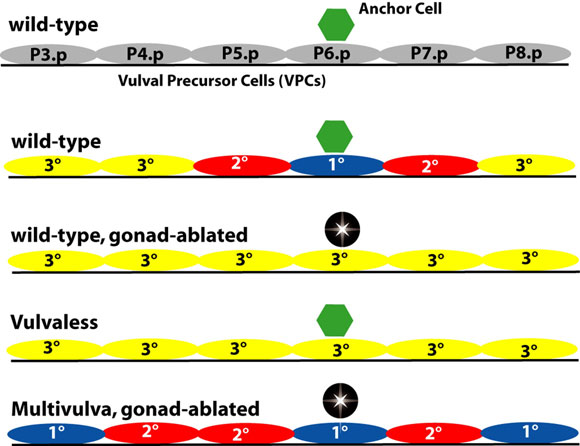 Anchor Cell
wild-type
P3.p P4.p P5.p P6.p P7.p P8.p
Vulval Precursor Cells (VPCs)
wild-type
3° 3° 2° 1° 2° 3°
wild-type, gonad-ablated
3° 3° 3° 3° 3° 3°
Vulvaless
3° 3° 3° 3° 3° 3°
Multivulva, gonad-ablated
1° 2° 2° 1° 2° 1°